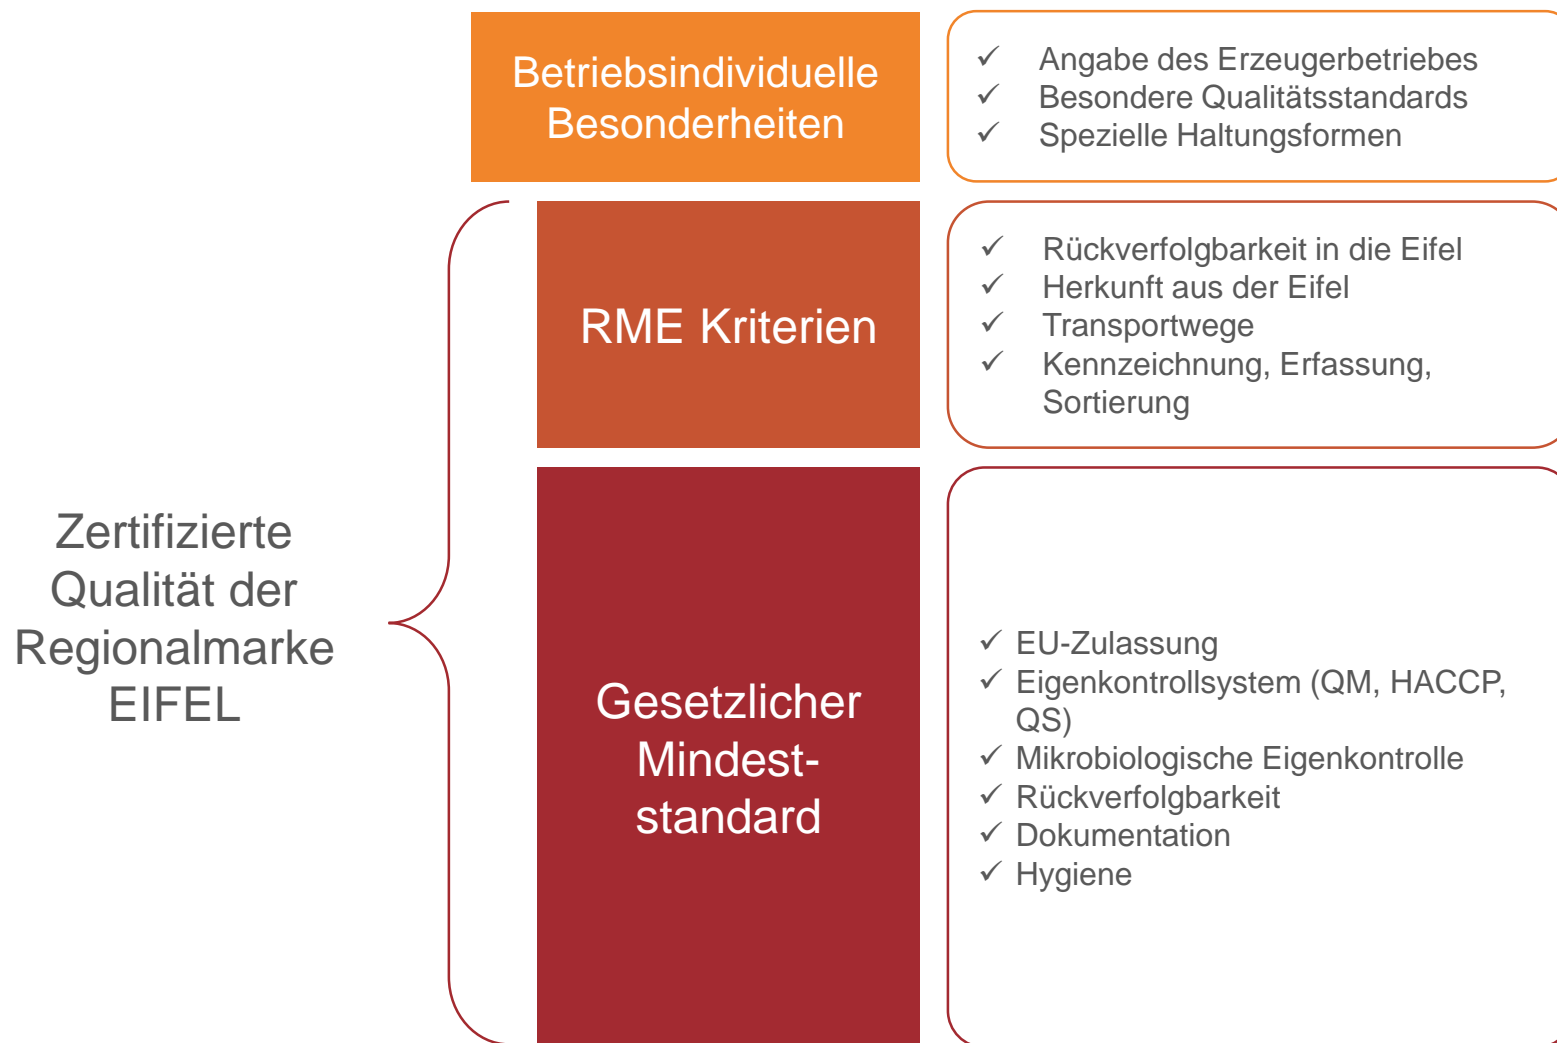 Betriebsindividuelle
Besonderheiten
✓ Angabe des Erzeugerbetriebes
✓ Besondere Qualitätsstandards
✓ Spezielle Haltungsformen
RME Kriterien
✓ Rückverfolgbarkeit in die Eifel
✓ Herkunft aus der Eifel
✓ Transportwege
✓ Kennzeichnung, Erfassung,
Sortierung
Zertifizierte
Qualität der
Regionalmarke
EIFEL
Gesetzlicher
Mindest-
standard
✓ EU-Zulassung
✓ Eigenkontrollsystem (QM, HACCP,
QS)
✓ Mikrobiologische Eigenkontrolle
✓ Rückverfolgbarkeit
✓ Dokumentation
✓ Hygiene